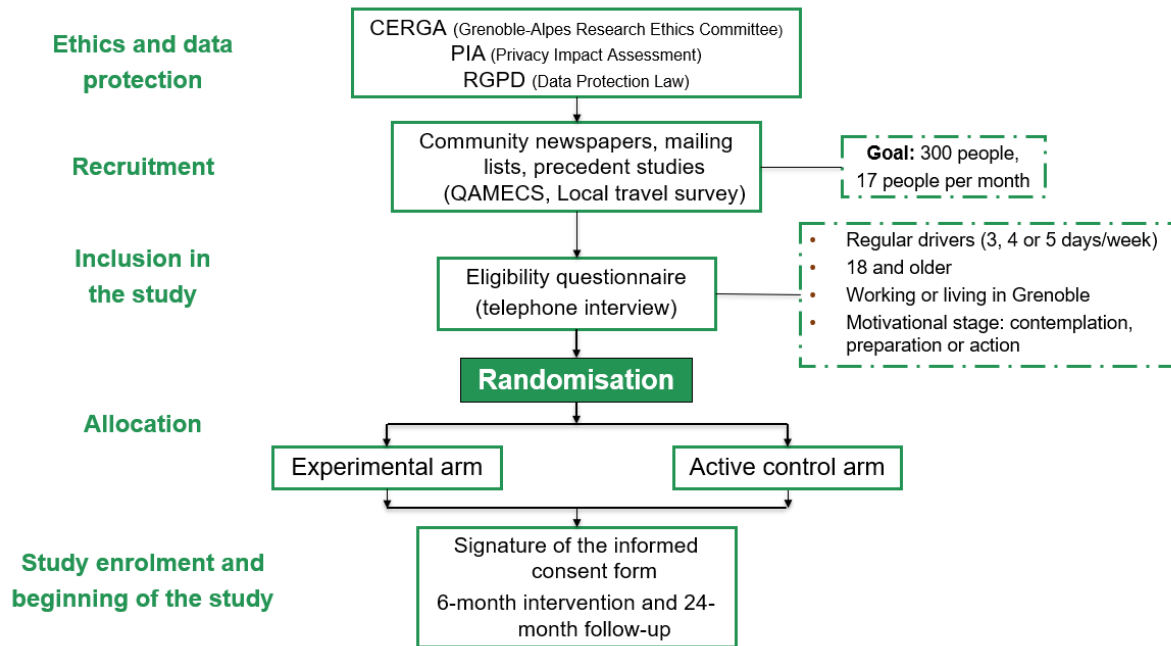 Ethics and data
protection
CERGA (Grenoble-Alpes Research Ethics Committee)
PIA (Privacy Impact Assessment)
RGPD (Data Protection Law)
Recruitment
Community newspapers, mailing
lists, precedent studies
(QAMECS, Local travel survey)
Goal: 300 people,
17 people per month
Inclusion in
the study
Eligibility questionnaire
(telephone interview)
• Regular drivers (3, 4 or 5 days/week)
• 18 and older
• Working or living in Grenoble
• Motivational stage: contemplation,
preparation or action
Randomisation
Allocation
Experimental arm
Active control arm
Study enrolment and
beginning of the study
Signature of the informed
consent form
6-month intervention and 24-
month follow-up